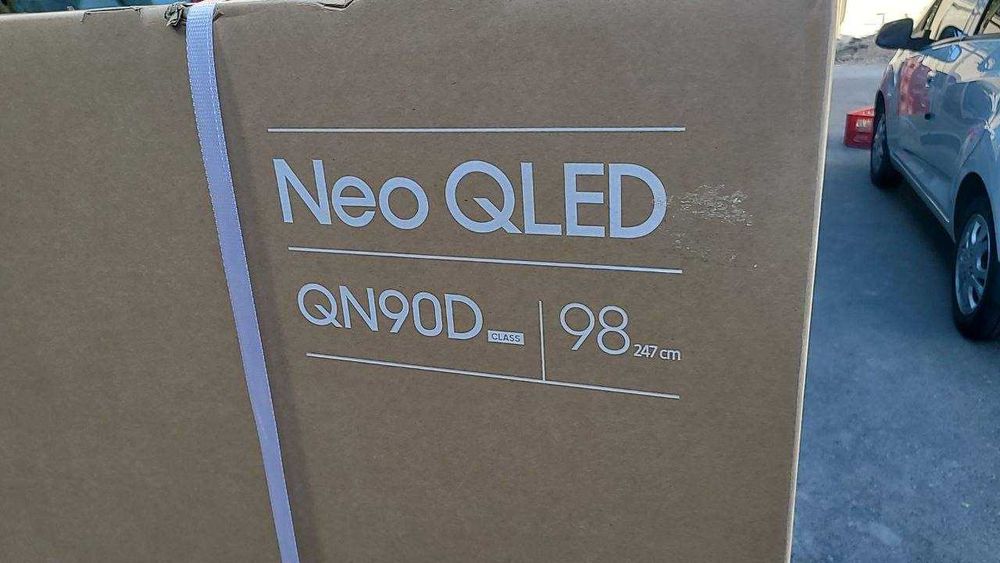 Neo QLED
QN90D CLASS 98 247 cm